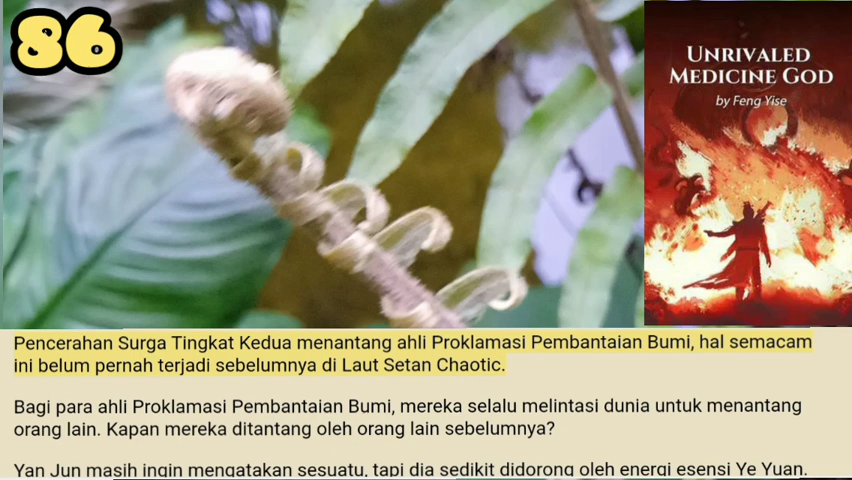 86
UNRIVALED
MEDICINE GOD
by Feng Yise
Pencerahan Surga Tingkat Kedua menantang ahli Proklamasi Pembantaian Bumi, hal semacam
ini belum pernah terjadi sebelumnya di Laut Setan Chaotic.
Bagi para ahli Proklamasi Pembantaian Bumi, mereka selalu melintasi dunia untuk menantang
orang lain. Kapan mereka ditantang oleh orang lain sebelumnya?
Yan Jun masih ingin mengatakan sesuatu, tapi dia sedikit didorong oleh energi esensi Ye Yuan.